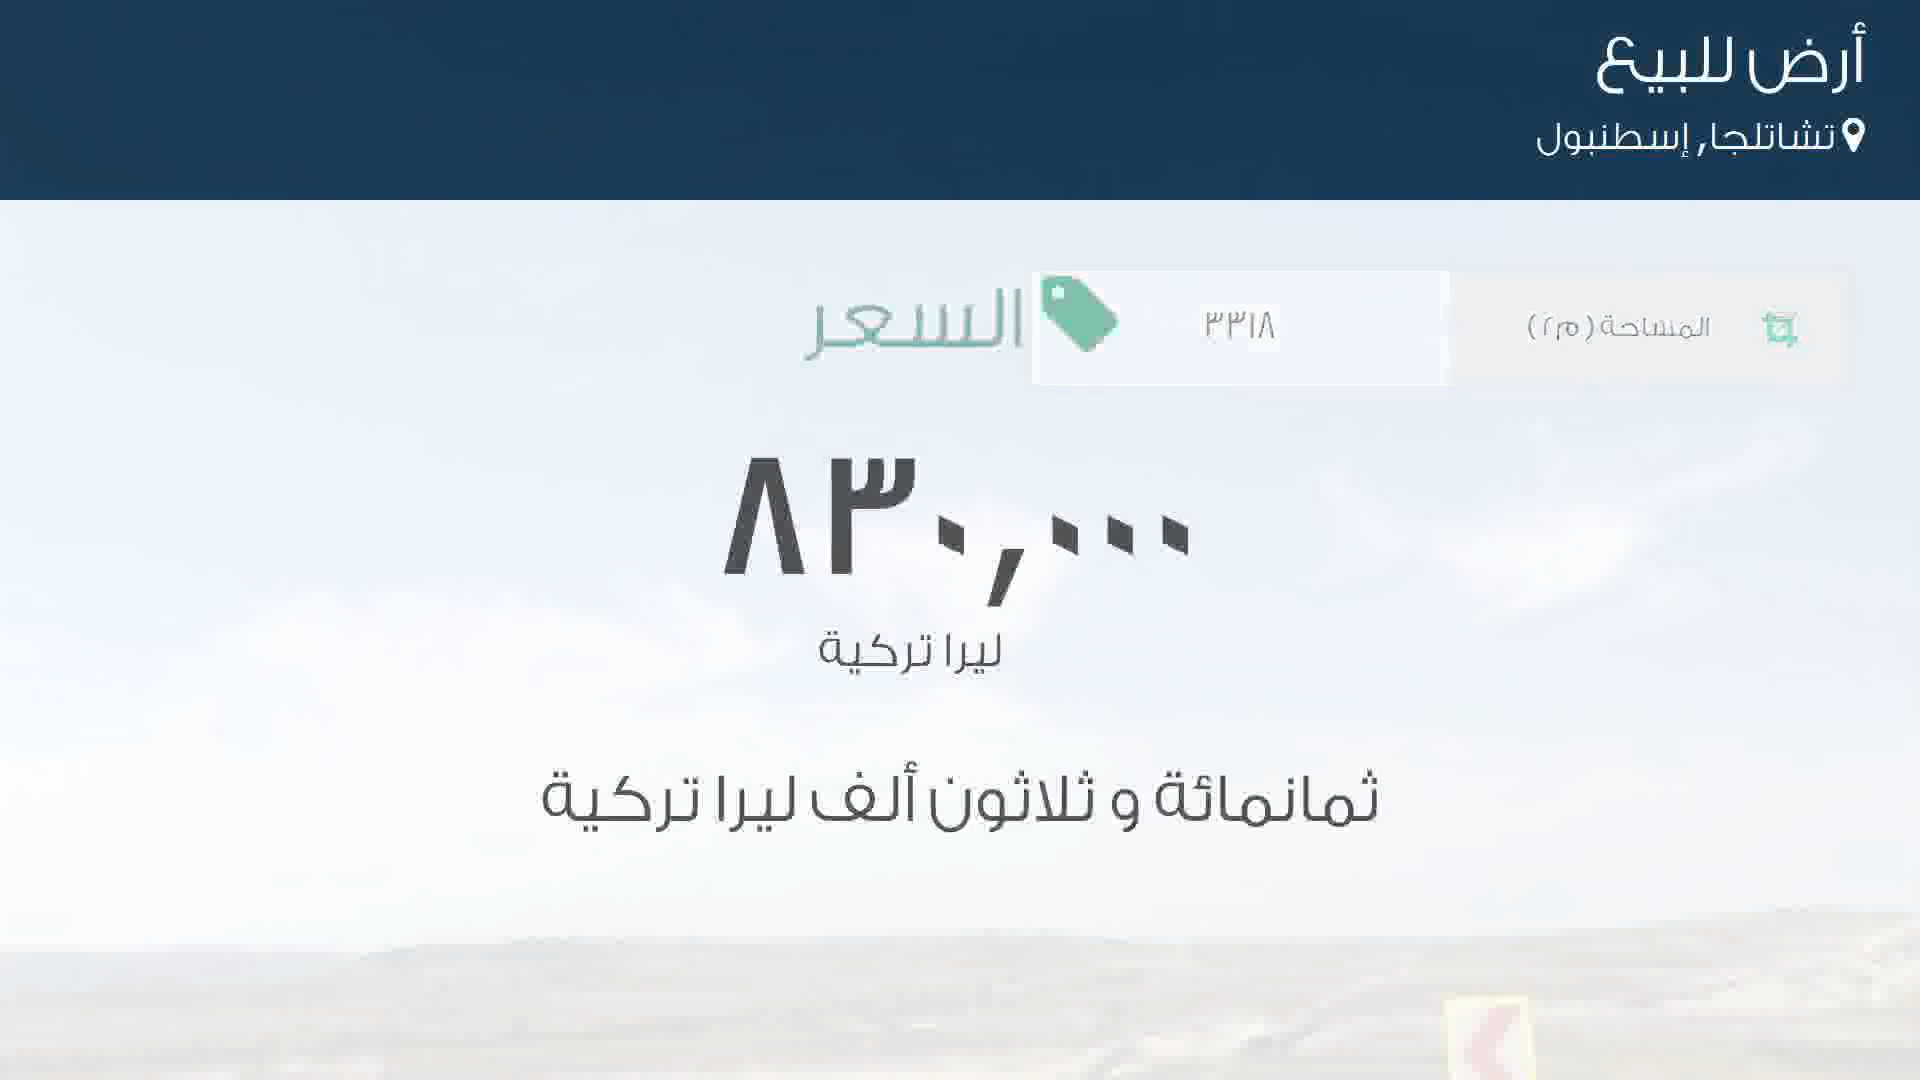 أرض للبيع
تشاتلجا, إسطنبول
المساحة (م٢) ٣٣١٨
السعر
٨٣٠,٠٠٠
ليرا تركية
ثمانمائة و ثلاثون ألف ليرا تركية